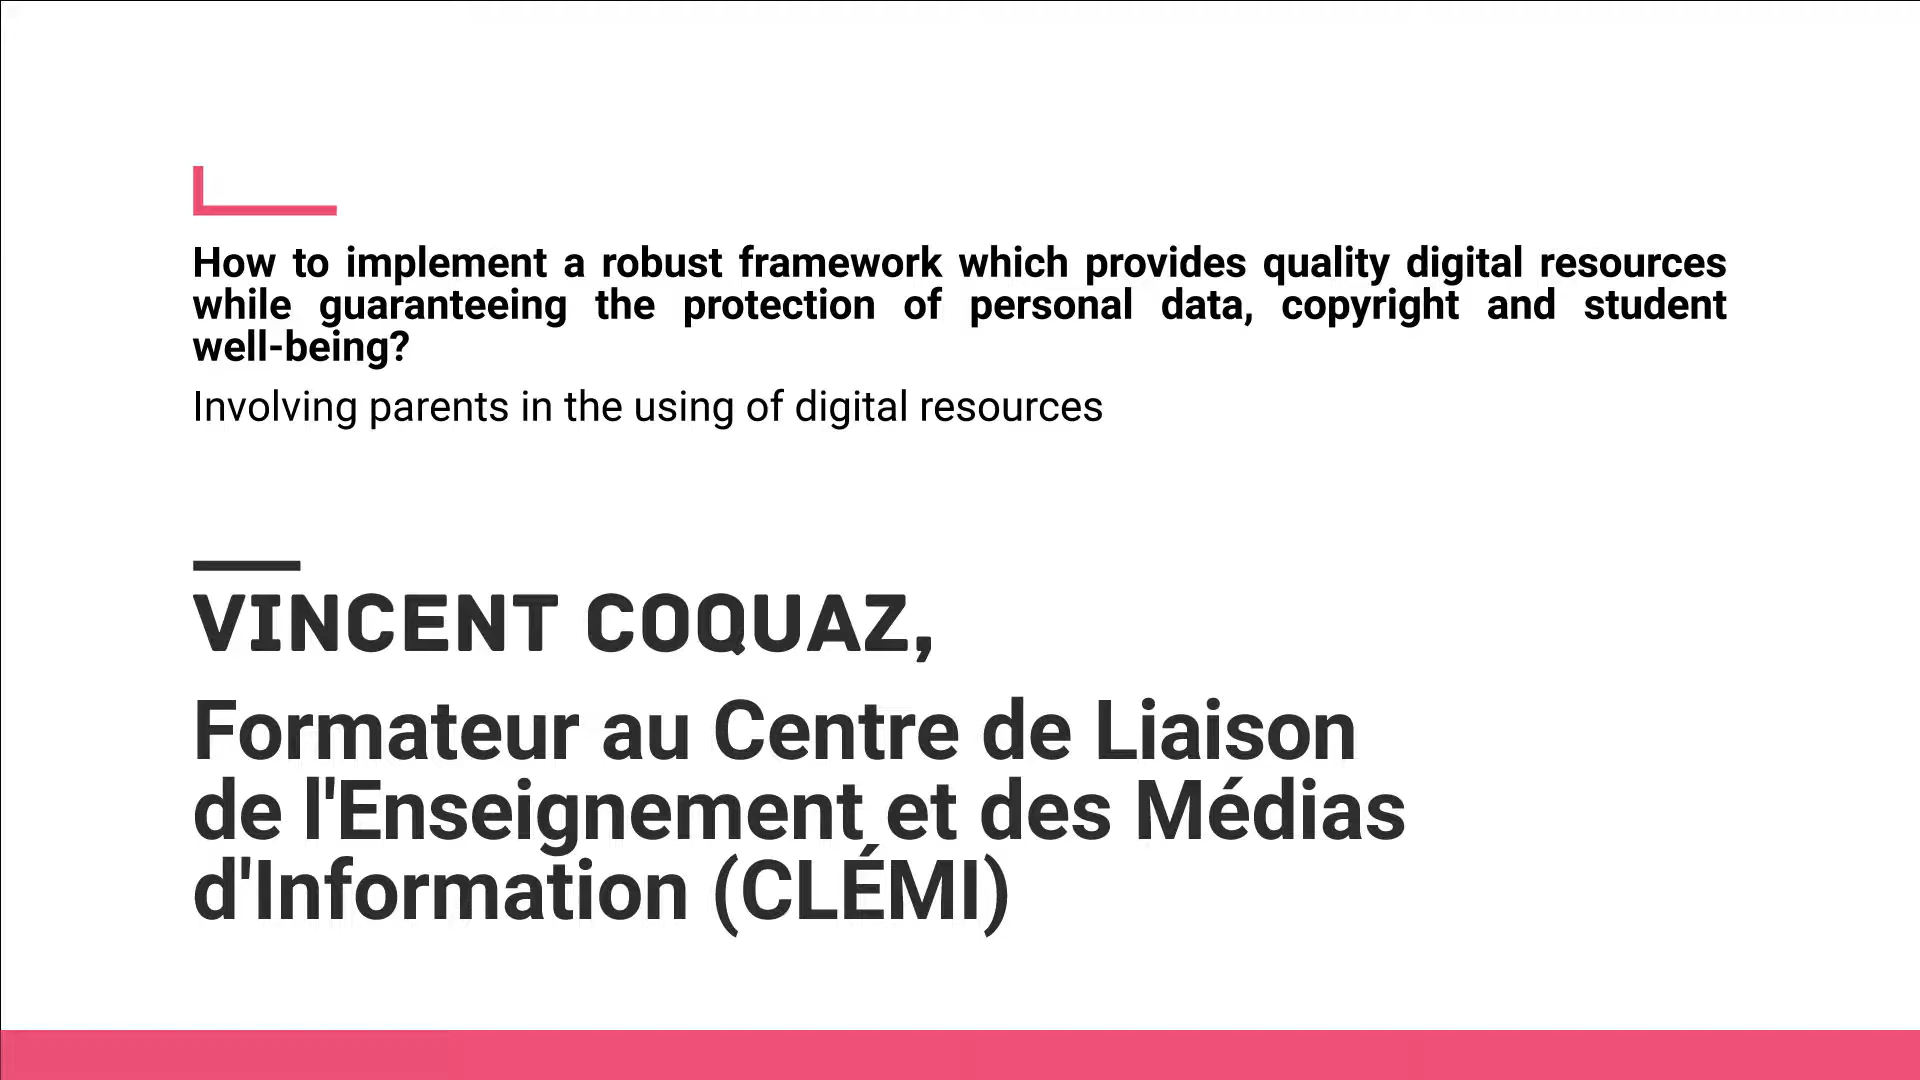 How to implement a robust framework which provides quality digital resources
while guaranteeing the protection of personal data, copyright and student
well-being?
Involving parents in the using of digital resources
VINCENT COQUAZ,
Formateur au Centre de Liaison
de l'Enseignement et des Médias
d'Information (CLÉMI)